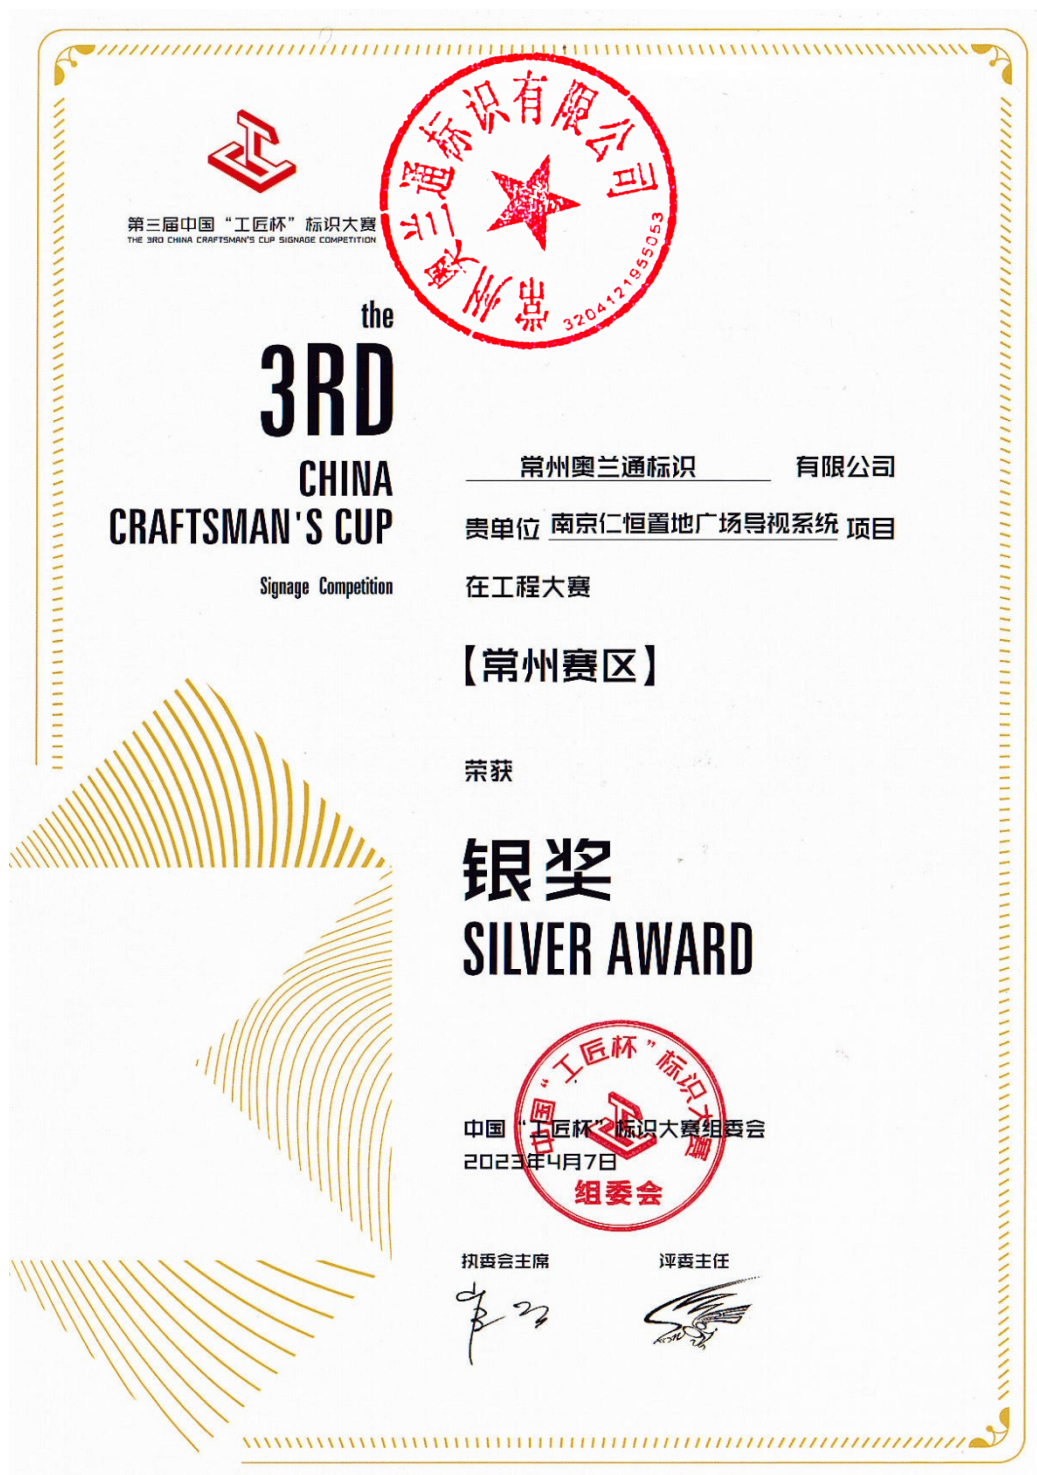 第三届中国“工匠杯”标识大赛
THE 3RD CHINA CRAFTSMAN'S CUP SIGNAGE COMPETITION
常州奥兰通标识有限公司
3204121955053
the
3RD
CHINA
CRAFTSMAN'S CUP
Signage Competition
常州奥兰通标识 有限公司
贵单位 南京仁恒置地广场导视系统 项目
在工程大赛
【常州赛区】
荣获
银奖
SILVER AWARD
中国“工匠杯”标识大赛
组委会
中国“工匠杯”标识大赛组委会
2023年4月7日
执委会主席 评委主任